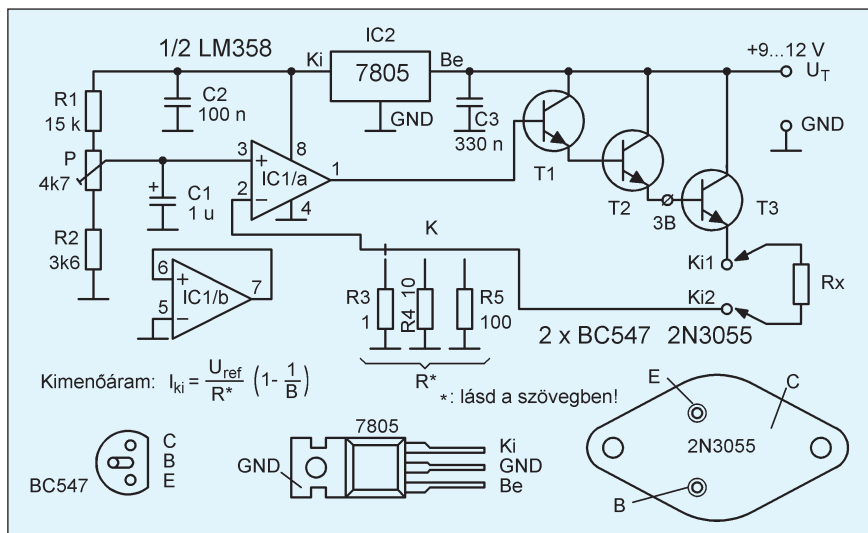 1/2 LM358
IC2
7805
Ki
Be
GND
+9...12 V
U_T
GND
R1
15 k
C2
100 n
C3
330 n
P
4k7
3
+
8
IC1/a
1
2
−
4
T1
T2
3B
T3
+
C1
1 u
R2
3k6
K
Ki1
Ki2
Rx
6
+
7
IC1/b
5
−
R3
1
R4
10
R5
100
R*
2 x BC547 2N3055
Kimenőáram: I_ki = U_ref / R* (1- 1/B)
*: lásd a szövegben!
C
B
E
BC547
7805
GND
Ki
GND
Be
E
C
2N3055
B